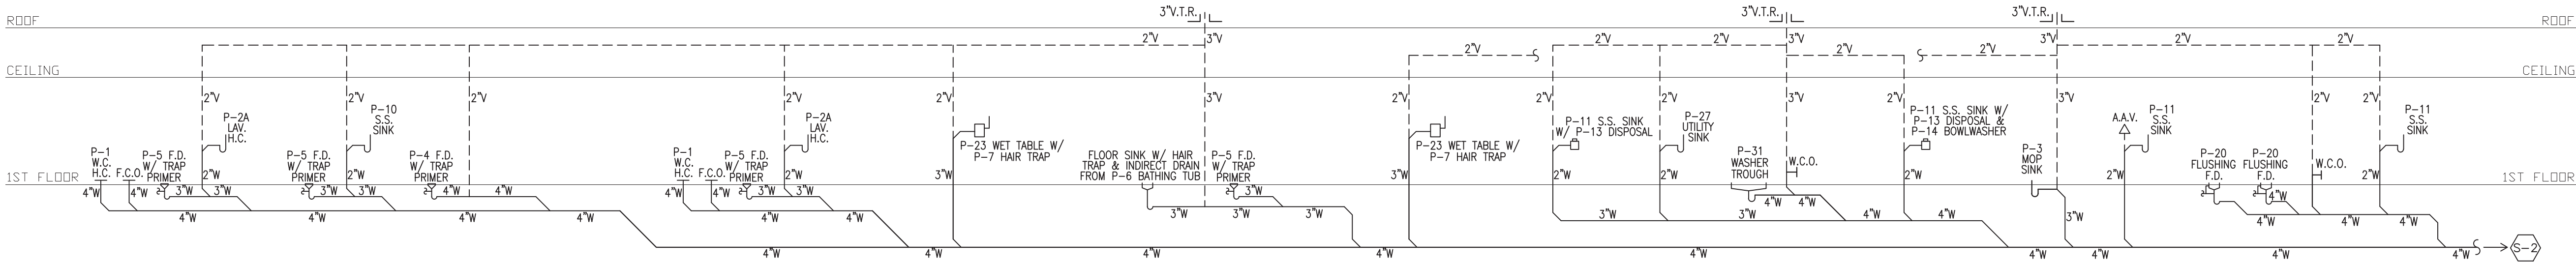 ROOF
3"V.T.R.
3"V.T.R.
3"V.T.R.
ROOF
2"V
3"V
2"V
2"V
2"V
3"V
2"V
2"V
3"V
2"V
2"V
CEILING
CEILING
2"V
2"V
2"V
2"V
2"V
3"V
2"V
2"V
2"V
3"V
2"V
3"V
2"V
2"V
P-2A
LAV.
H.C.
P-10
S.S.
SINK
P-2A
LAV.
H.C.
P-23 WET TABLE W/
P-7 HAIR TRAP
P-23 WET TABLE W/
P-7 HAIR TRAP
P-11 S.S. SINK
W/ P-13 DISPOSAL
P-27
UTILITY
SINK
P-11 S.S. SINK W/
P-13 DISPOSAL &
P-14 BOWLWASHER
A.A.V.
P-11
S.S.
SINK
P-11
S.S.
SINK
P-1
W.C.
H.C.
F.C.O.
P-5 F.D.
W/ TRAP
PRIMER
P-5 F.D.
W/ TRAP
PRIMER
P-4 F.D.
W/ TRAP
PRIMER
P-1
W.C.
H.C.
F.C.O.
P-5 F.D.
W/ TRAP
PRIMER
FLOOR SINK W/ HAIR
TRAP & INDIRECT DRAIN
FROM P-6 BATHING TUB
P-5 F.D.
W/ TRAP
PRIMER
P-31
WASHER
TROUGH
W.C.O.
P-3
MOP
SINK
P-20
FLUSHING
F.D.
P-20
FLUSHING
F.D.
W.C.O.
1ST FLOOR
2"W
2"W
2"W
3"W
3"W
2"W
2"W
2"W
2"W
2"W
2"W
1ST FLOOR
4"W
4"W
3"W
3"W
3"W
3"W
4"W
4"W
4"W
4"W
3"W
3"W
3"W
4"W
4"W
4"W
4"W
4"W
4"W
4"W
4"W
4"W
3"W
3"W
3"W
3"W
3"W
4"W
4"W
4"W
4"W
3"W
4"W
4"W
4"W
4"W
4"W
4"W
4"W
4"W
4"W
4"W
4"W
4"W
4"W
S-2